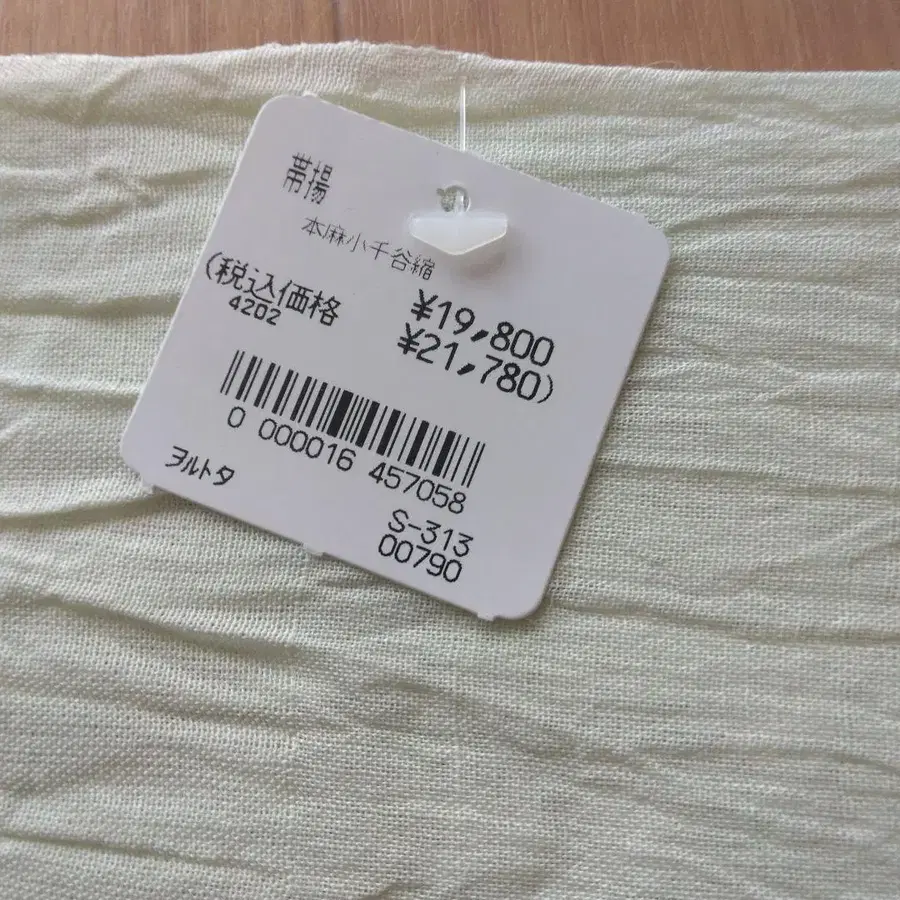 帯揚
本麻小千谷縮
¥19,800
(税込価格 ¥21,780)
4202
0 000016 457058
ヲルトタ
S-313
00790